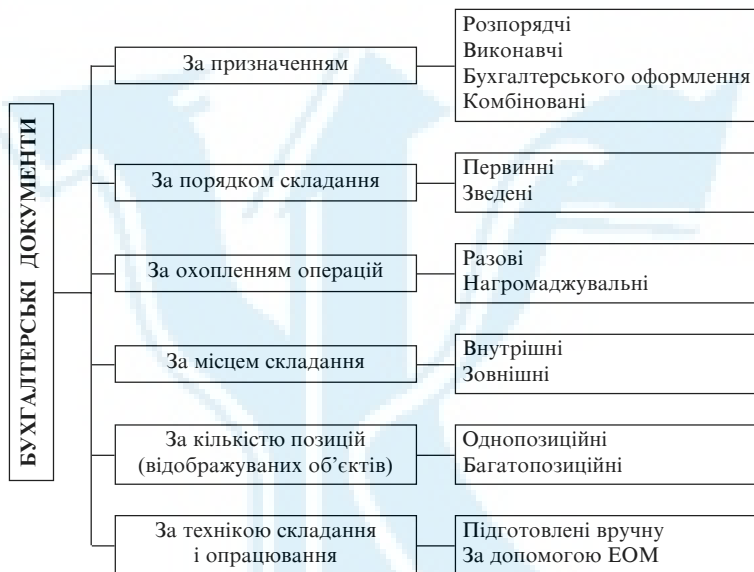 БУХГАЛТЕРСЬКІ ДОКУМЕНТИ
За призначенням
Розпорядчі
Виконавчі
Бухгалтерського оформлення
Комбіновані
За порядком складання
Первинні
Зведені
За охопленням операцій
Разові
Нагромаджувальні
За місцем складання
Внутрішні
Зовнішні
За кількістю позицій
(відображуваних об’єктів)
Однопозиційні
Багатопозиційні
За технікою складання
і опрацювання
Підготовлені вручну
За допомогою ЕОМ